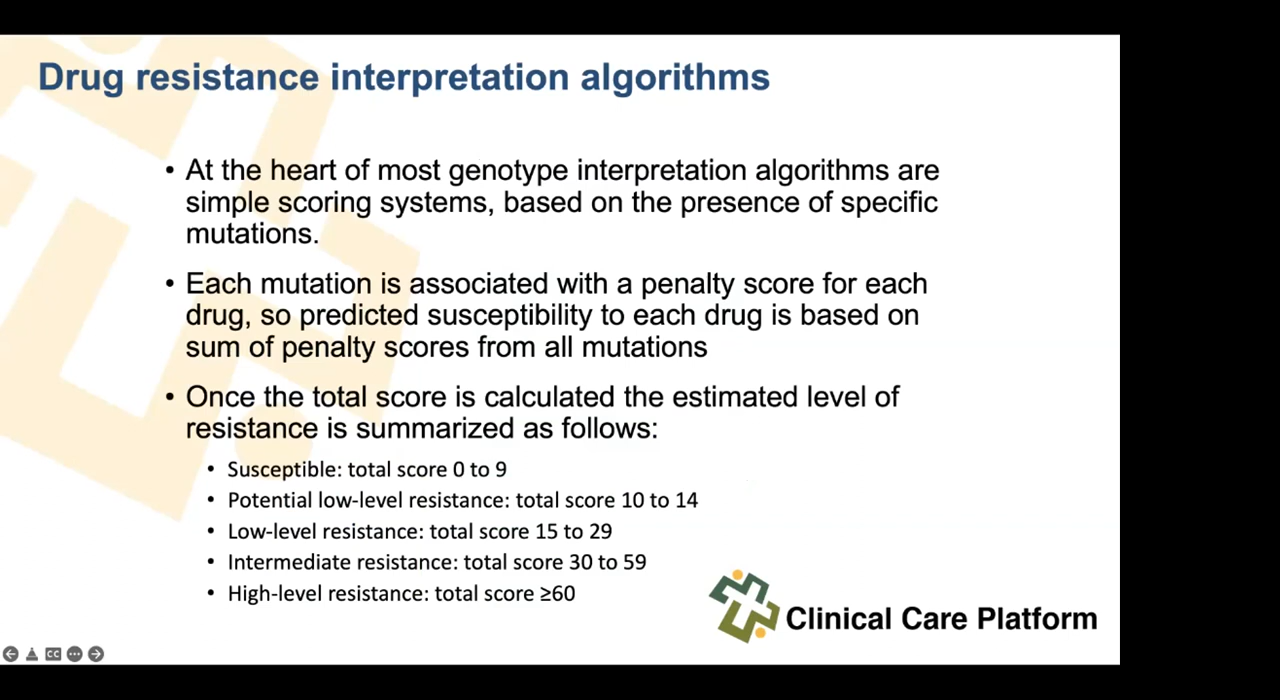 Drug resistance interpretation algorithms
• At the heart of most genotype interpretation algorithms are
simple scoring systems, based on the presence of specific
mutations.
• Each mutation is associated with a penalty score for each
drug, so predicted susceptibility to each drug is based on
sum of penalty scores from all mutations
• Once the total score is calculated the estimated level of
resistance is summarized as follows:
• Susceptible: total score 0 to 9
• Potential low-level resistance: total score 10 to 14
• Low-level resistance: total score 15 to 29
• Intermediate resistance: total score 30 to 59
• High-level resistance: total score ≥60
Clinical Care Platform
CC